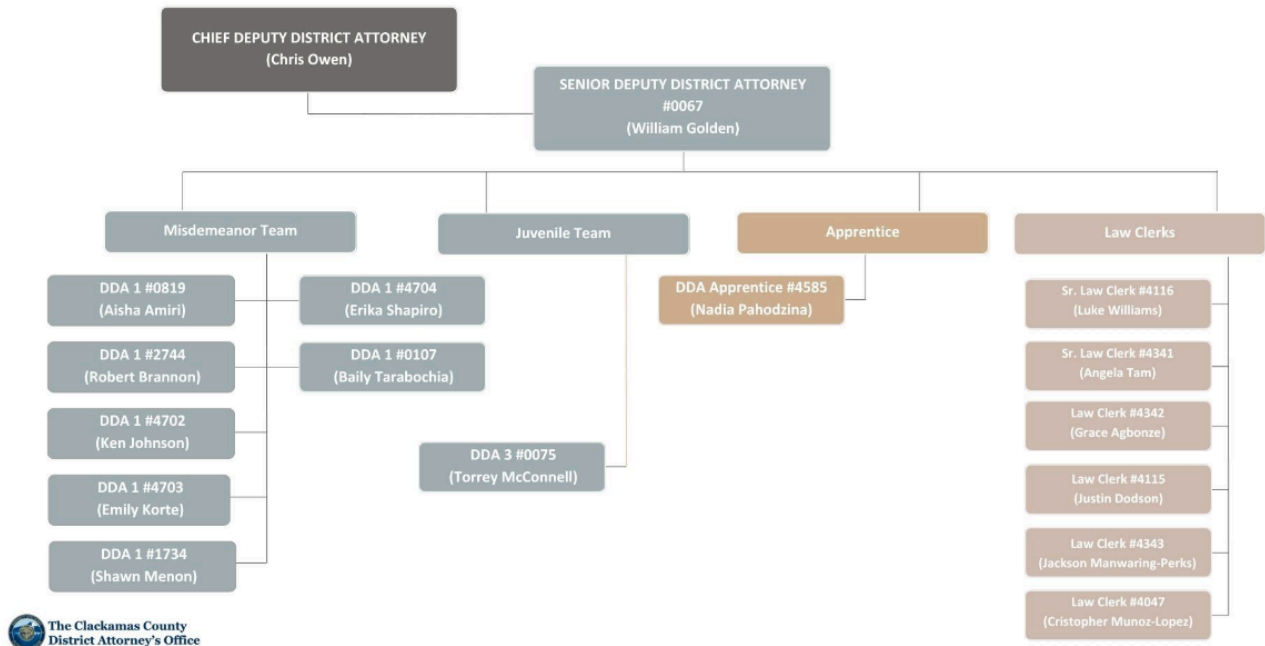 CHIEF DEPUTY DISTRICT ATTORNEY
(Chris Owen)
SENIOR DEPUTY DISTRICT ATTORNEY
#0067
(William Golden)
Misdemeanor Team
DDA 1 #0819
(Aisha Amiri)
DDA 1 #4704
(Erika Shapiro)
DDA 1 #2744
(Robert Brannon)
DDA 1 #0107
(Baily Tarabochia)
DDA 1 #4702
(Ken Johnson)
DDA 1 #4703
(Emily Korte)
DDA 1 #1734
(Shawn Menon)
Juvenile Team
DDA 3 #0075
(Torrey McConnell)
Apprentice
DDA Apprentice #4585
(Nadia Pahodzina)
Law Clerks
Sr. Law Clerk #4116
(Luke Williams)
Sr. Law Clerk #4341
(Angela Tam)
Law Clerk #4342
(Grace Agbonze)
Law Clerk #4115
(Justin Dodson)
Law Clerk #4343
(Jackson Manwaring-Perks)
Law Clerk #4047
(Cristopher Munoz-Lopez)
The Clackamas County
District Attorney's Office